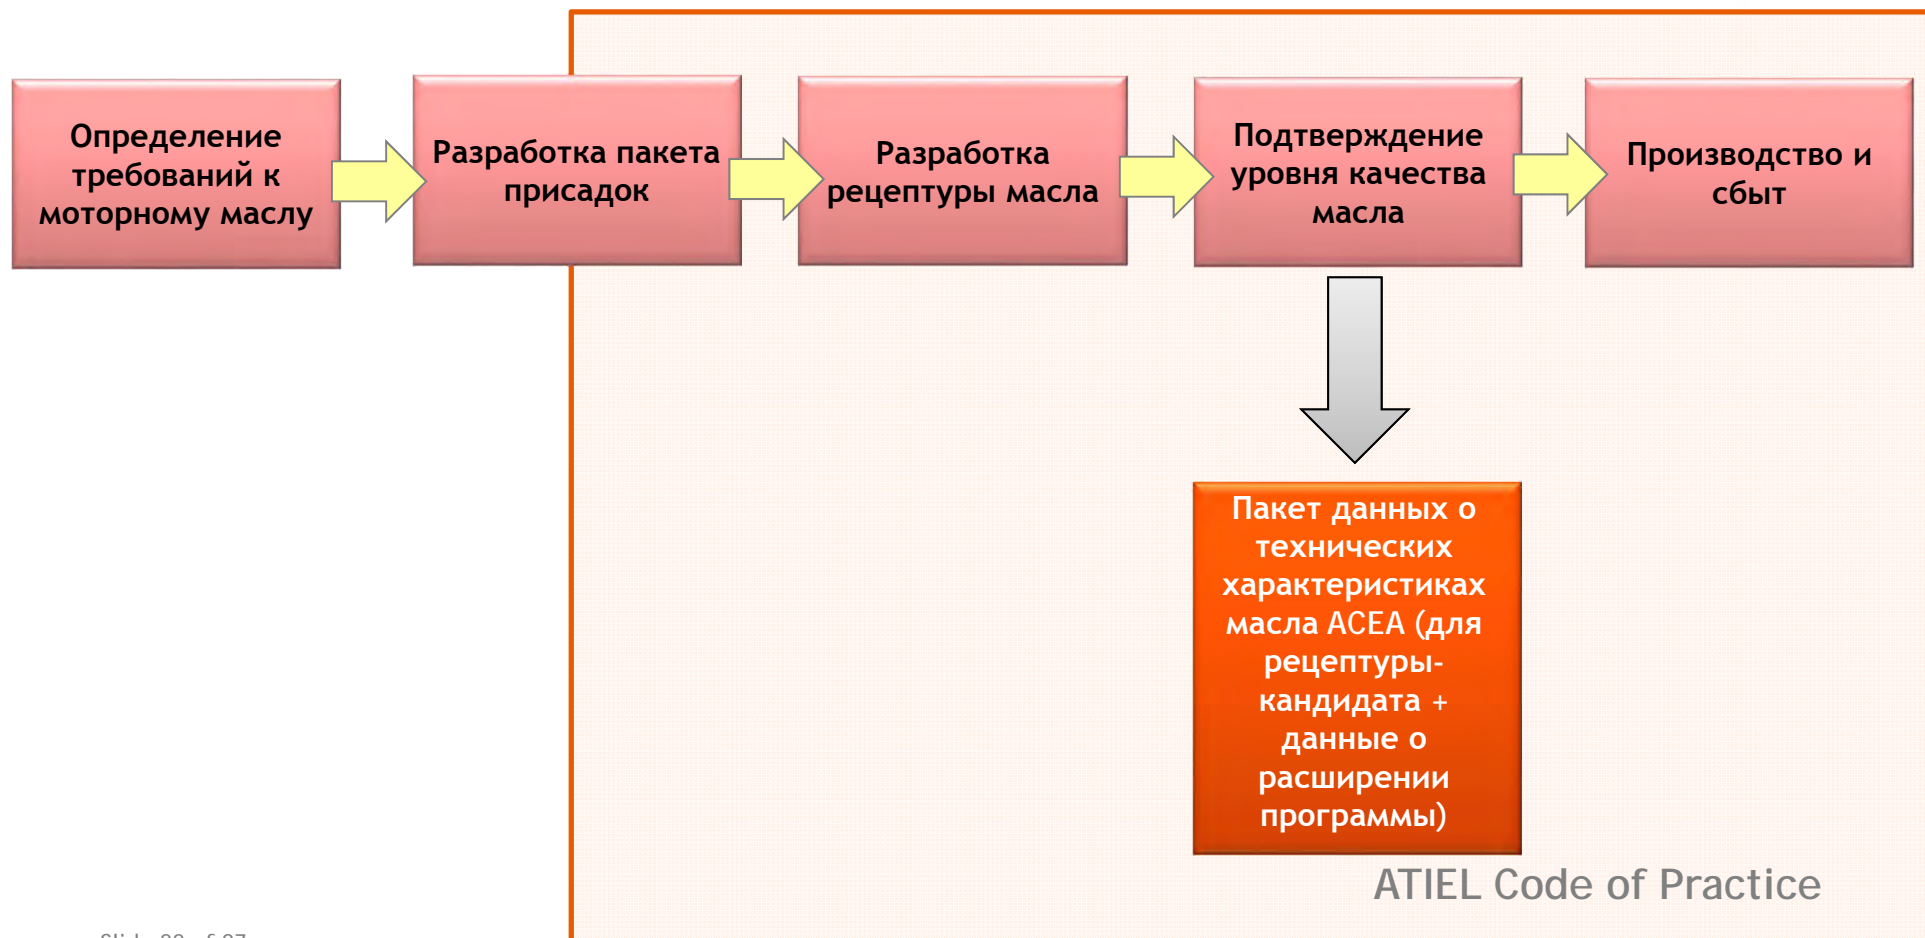 Определение
требований к
моторному маслу
Разработка пакета
присадок
Разработка
рецептуры масла
Подтверждение
уровня качества
масла
Производство и
сбыт
Пакет данных о
технических
характеристиках
масла ACEA (для
рецептуры-
кандидата +
данные о
расширении
программы)
ATIEL Code of Practice